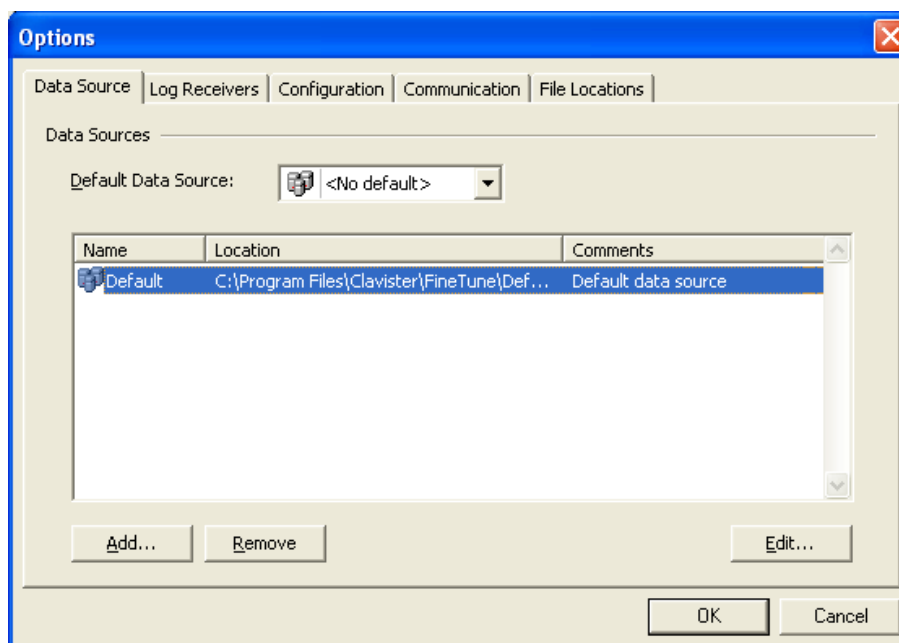 Options
Data Source Log Receivers Configuration Communication File Locations
Data Sources
Default Data Source: <No default>
Name Location Comments
Default C:\Program Files\Clavister\FineTune\Def... Default data source
Add... Remove Edit...
OK Cancel